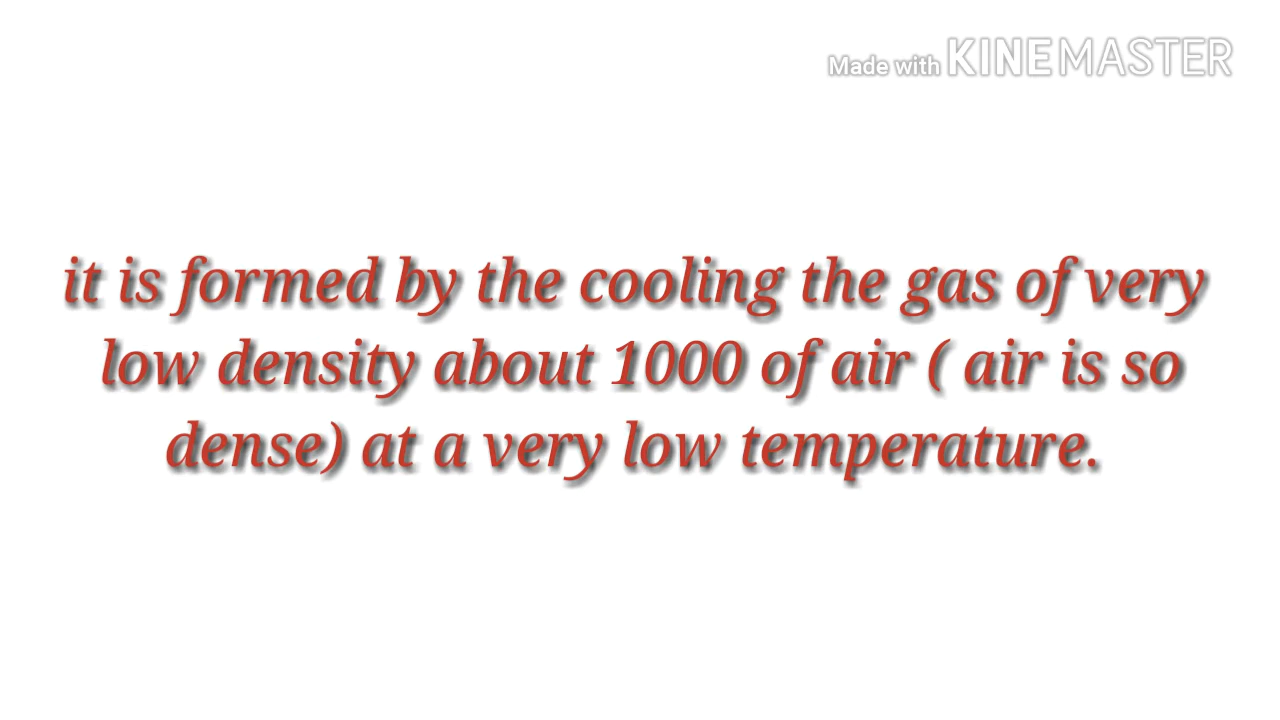 Made with KINEMASTER
it is formed by the cooling the gas of very
low density about 1000 of air ( air is so
dense) at a very low temperature.